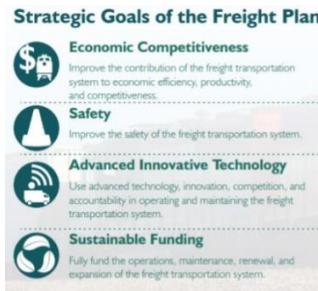 Strategic Goals of the Freight Plan
Economic Competitiveness
Improve the contribution of the freight transportation
system to economic efficiency, productivity,
and competitiveness.
Safety
Improve the safety of the freight transportation system.
Advanced Innovative Technology
Use advanced technology, innovation, competition, and
accountability in operating and maintaining the freight
transportation system.
Sustainable Funding
Fully fund the operations, maintenance, renewal, and
expansion of the freight transportation system.